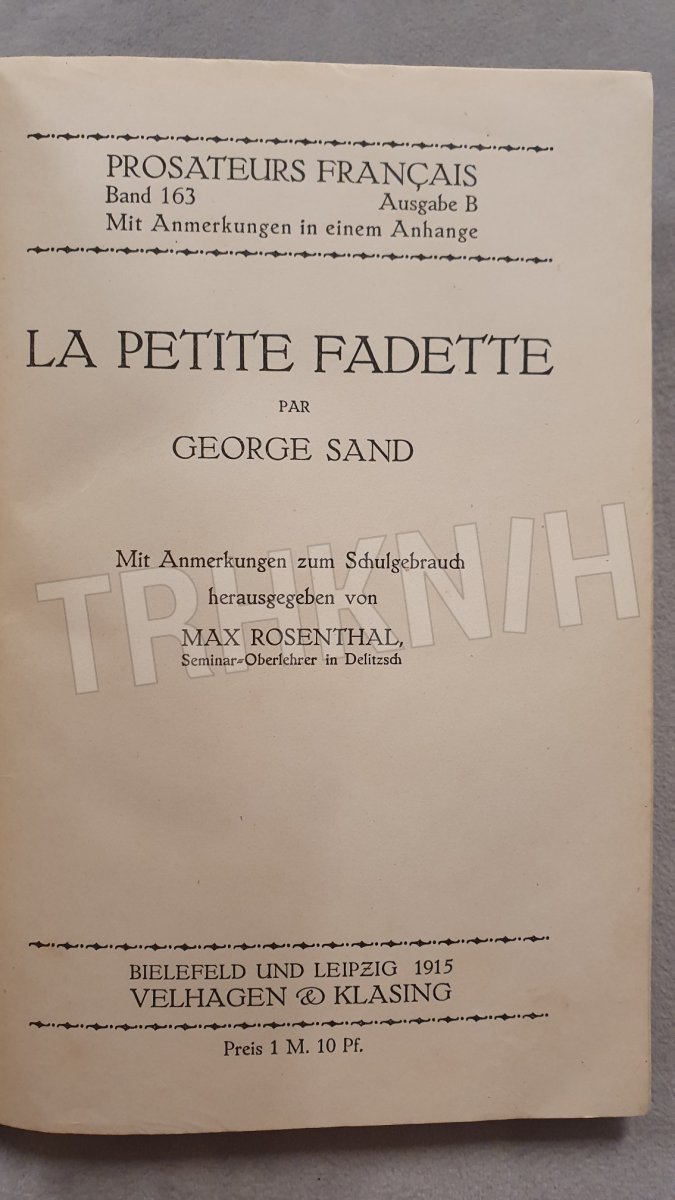 PROSATEURS FRANÇAIS
Band 163 Ausgabe B
Mit Anmerkungen in einem Anhange
LA PETITE FADETTE
PAR
GEORGE SAND
Mit Anmerkungen zum Schulgebrauch
herausgegeben von
MAX ROSENTHAL,
Seminar=Oberlehrer in Delitzsch
TRHKN/H
BIELEFELD UND LEIPZIG 1915
VELHAGEN & KLASING
Preis 1 M. 10 Pf.